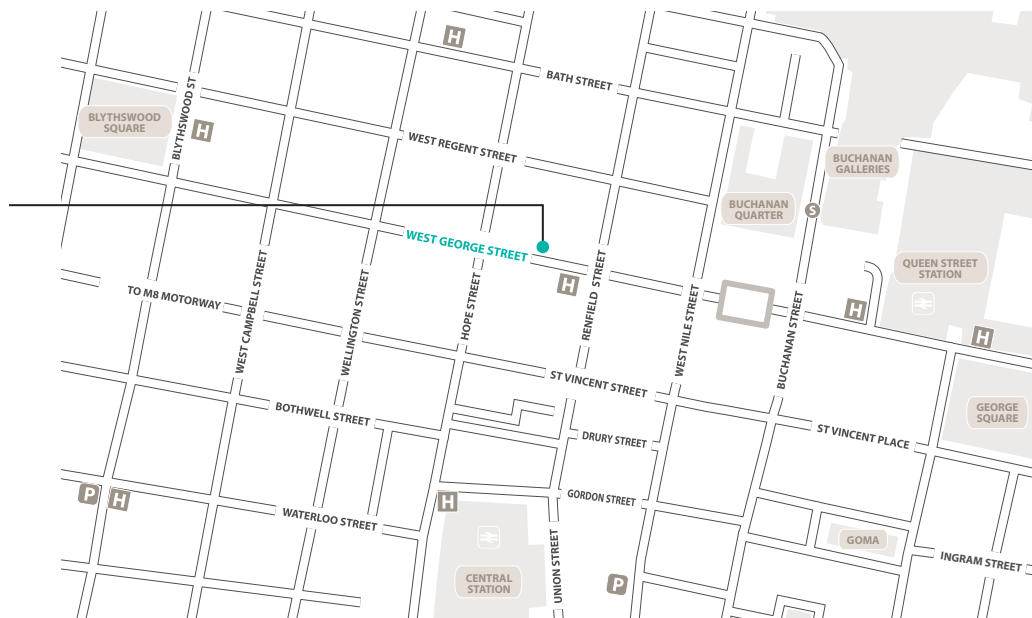 H
BATH STREET
BLYTHSWOOD ST
BLYTHSWOOD
SQUARE
H
WEST REGENT STREET
BUCHANAN
GALLERIES
BUCHANAN
QUARTER
S
WEST GEORGE STREET
QUEEN STREET
STATION
H
TO M8 MOTORWAY
WEST CAMPBELL STREET
WELLINGTON STREET
HOPE STREET
RENFIELD STREET
WEST NILE STREET
BUCHANAN STREET
H
H
ST VINCENT STREET
BOTHWELL STREET
GEORGE
SQUARE
DRURY STREET
ST VINCENT PLACE
P
H
H
GORDON STREET
WATERLOO STREET
GOMA
INGRAM STREET
UNION STREET
CENTRAL
STATION
P